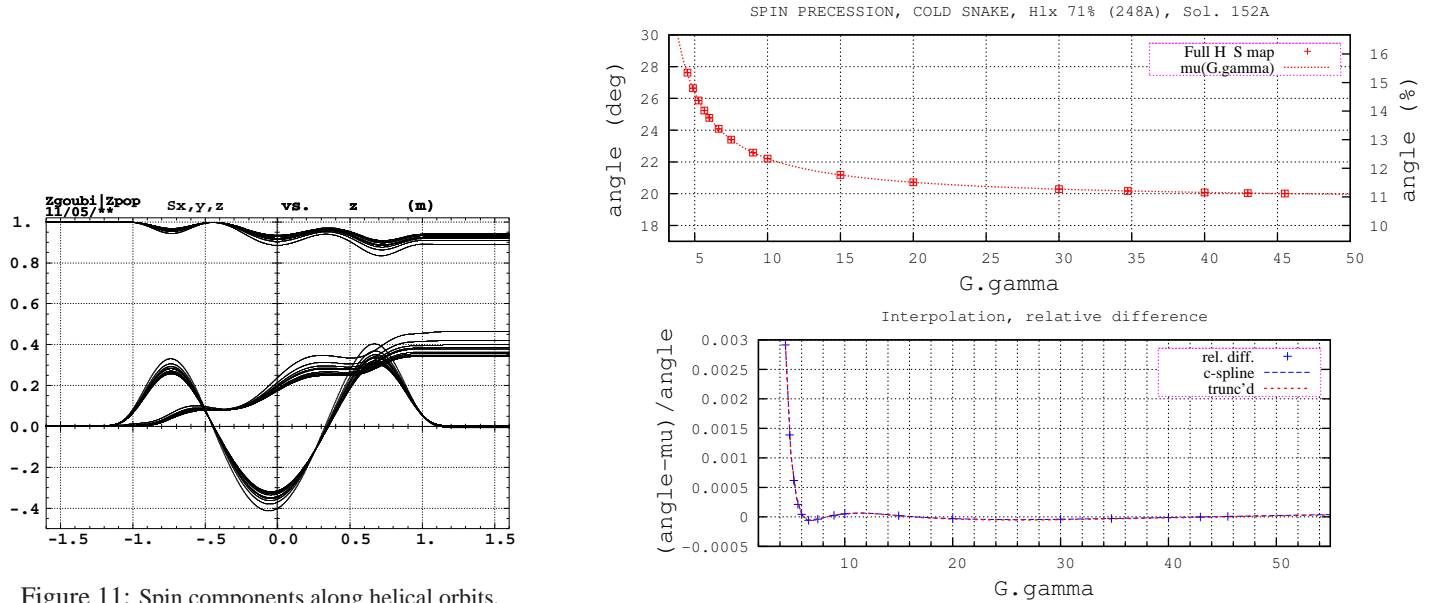 Zgoubi|Zpop
11/05/**
Sx,y,z vs. z (m)
1.
0.8
0.6
0.4
0.2
0.0
-.2
-.4
-1.5 -1.0 -0.5 0.0 0.5 1.0 1.5
Figure 11: Spin components along helical orbits.
SPIN PRECESSION, COLD SNAKE, Hlx 71% (248A), Sol. 152A
angle (deg)
30
28
26
24
22
20
18
Full H S map
mu(G.gamma)
16
15
14
13
12
11
10
angle (%)
5 10 15 20 25 30 35 40 45 50
G.gamma
Interpolation, relative difference
(angle-mu)/angle
0.003
0.0025
0.002
0.0015
0.001
0.0005
0
-0.0005
rel. diff.
c-spline
trunc'd
10 20 30 40 50
G.gamma